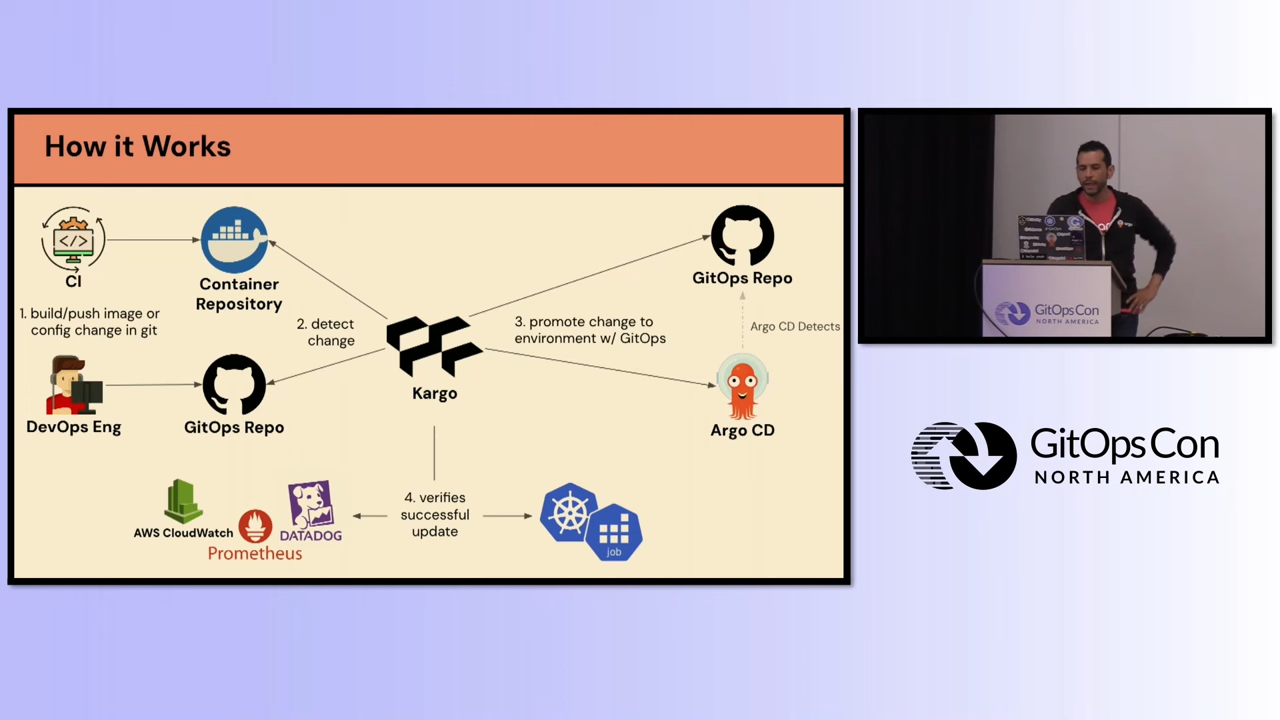 How it Works
CI
Container
Repository
1. build/push image or
config change in git
DevOps Eng
GitOps Repo
2. detect
change
Kargo
3. promote change to
environment w/ GitOps
GitOps Repo
Argo CD Detects
Argo CD
4. verifies
successful
update
AWS CloudWatch
Prometheus
DATADOG
job
GitOpsCon
NORTH AMERICA
GitOpsCon
NORTH AMERICA